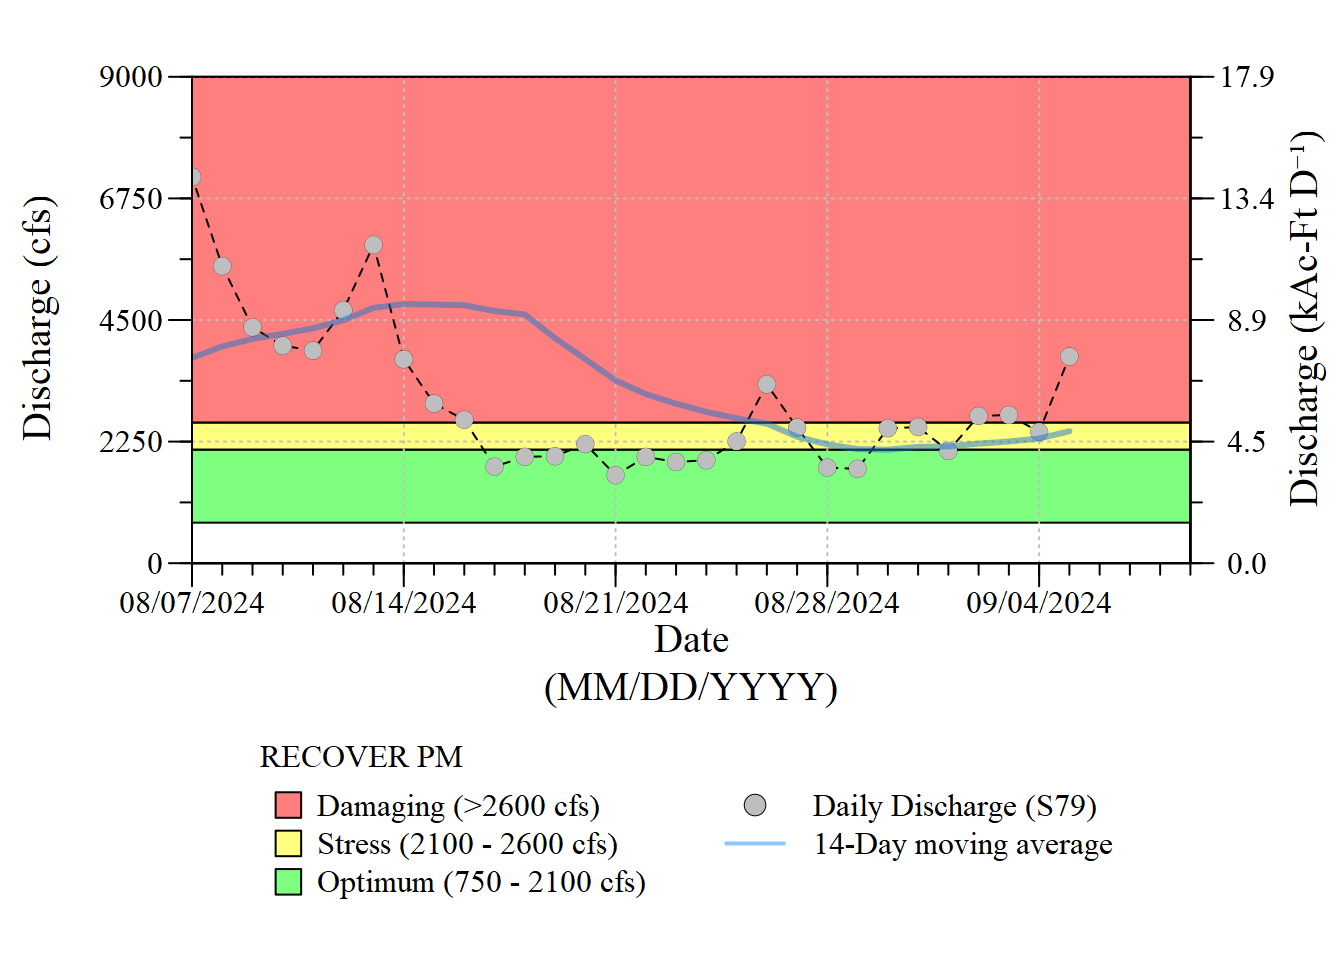 9000
6750
4500
2250
0
Discharge (cfs)
17.9
13.4
8.9
4.5
0.0
Discharge (kAc-Ft D⁻¹)
08/07/2024 08/14/2024 08/21/2024 08/28/2024 09/04/2024
Date
(MM/DD/YYYY)
RECOVER PM
Damaging (>2600 cfs)
Stress (2100 - 2600 cfs)
Optimum (750 - 2100 cfs)
Daily Discharge (S79)
14-Day moving average